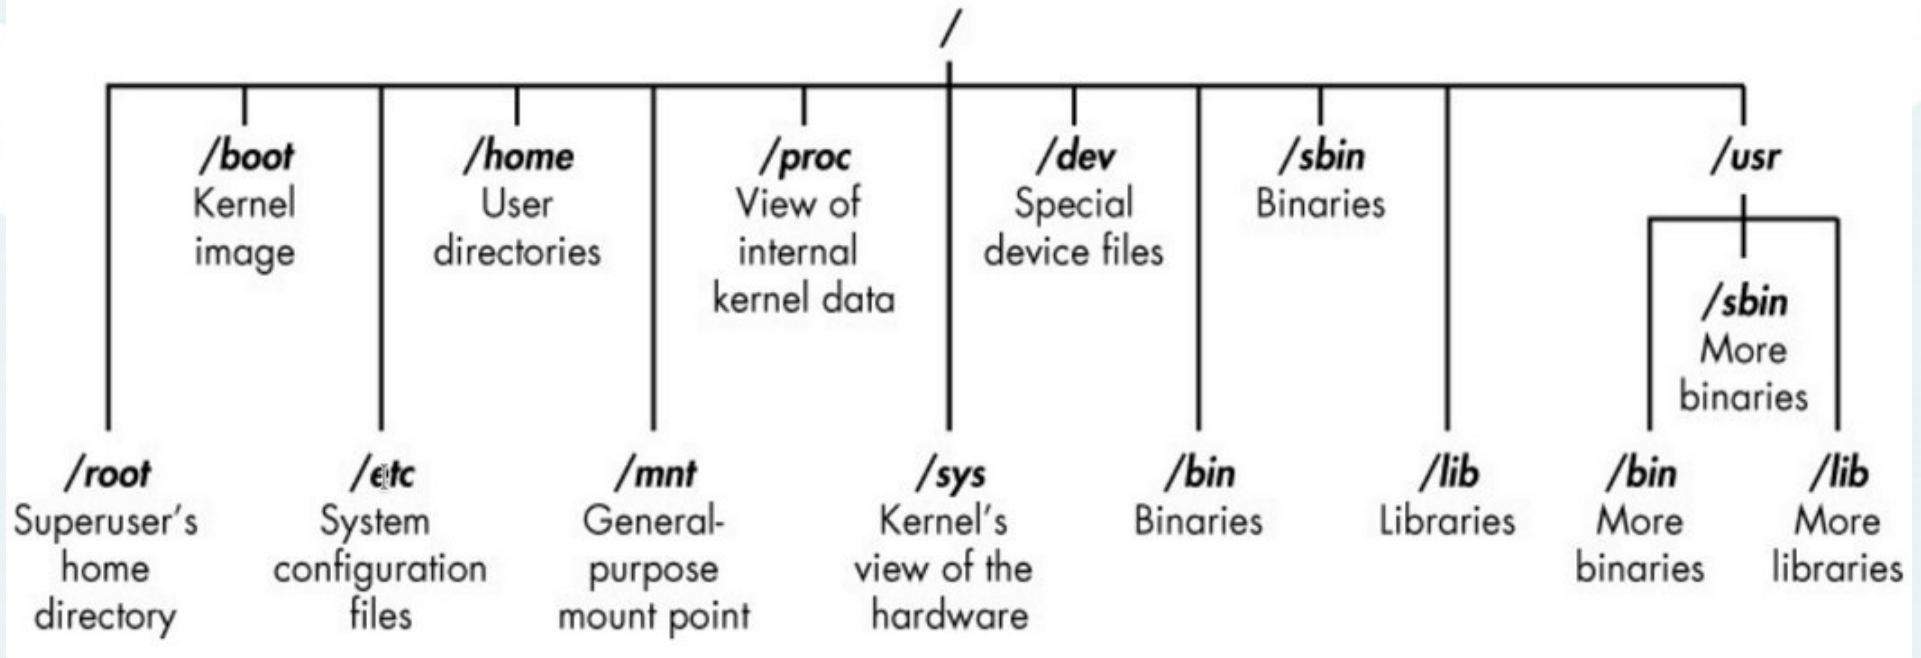 /
/boot
Kernel
image
/home
User
directories
/proc
View of
internal
kernel data
/dev
Special
device files
/sbin
Binaries
/usr
/sbin
More
binaries
/root
Superuser's
home
directory
/etc
System
configuration
files
/mnt
General-
purpose
mount point
/sys
Kernel's
view of the
hardware
/bin
Binaries
/lib
Libraries
/bin
More
binaries
/lib
More
libraries